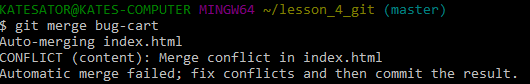 KATESATOR@KATES-COMPUTER MINGW64 ~/lesson_4_git (master)
$ git merge bug-cart
Auto-merging index.html
CONFLICT (content): Merge conflict in index.html
Automatic merge failed; fix conflicts and then commit the result.